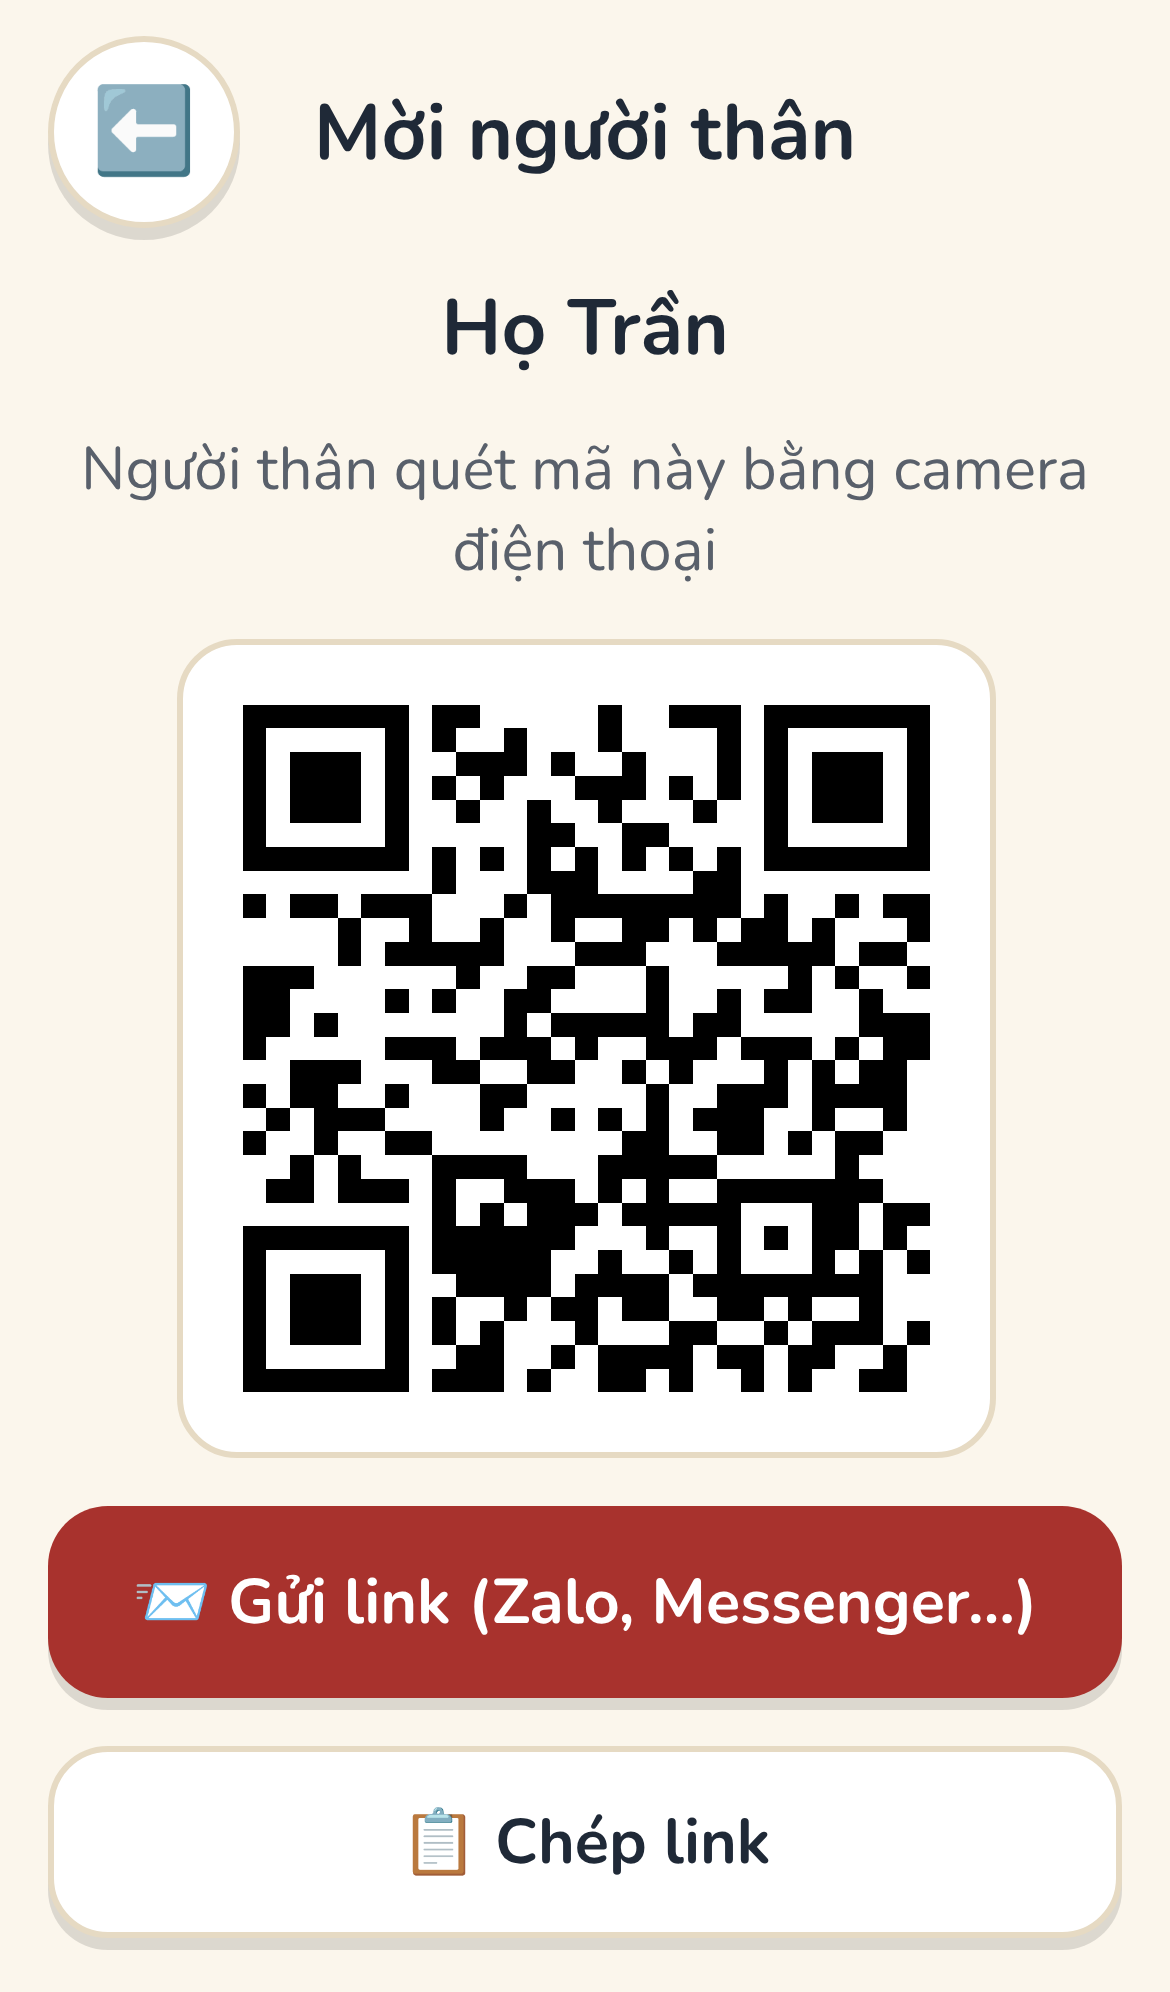 Mời người thân
Họ Trần
Người thân quét mã này bằng camera
điện thoại
Gửi link (Zalo, Messenger...)
Chép link